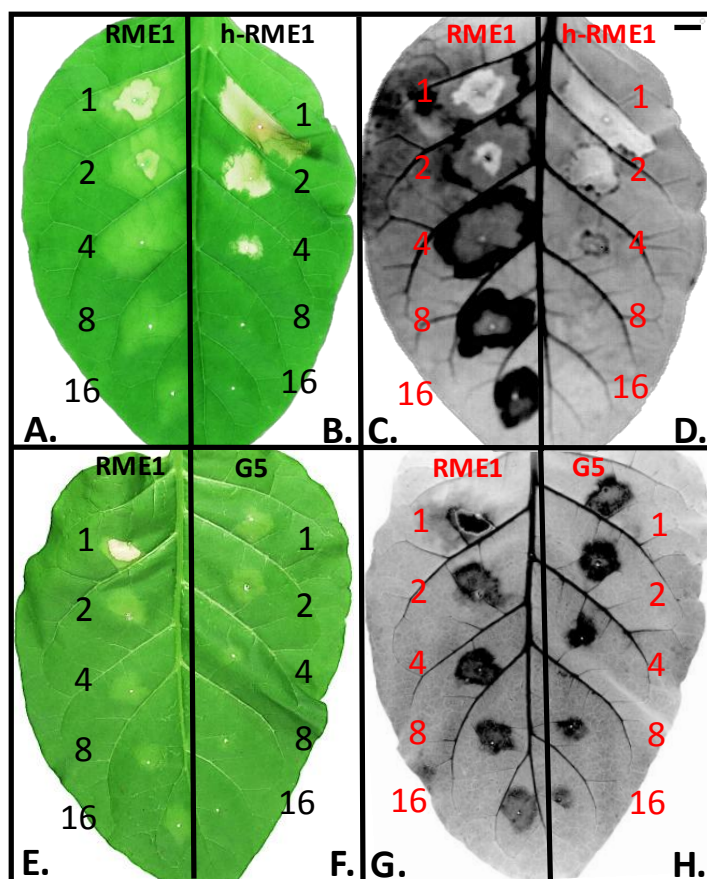 RME1 h-RME1
1 1
2 2
4 4
8 8
16 16
A. B.
RME1 h-RME1
1 1
2 2
4 4
8 8
16 16
C. D.
RME1 G5
1 1
2 2
4 4
8 8
16 16
E. F.
RME1 G5
1 1
2 2
4 4
8 8
16 16
G. H.